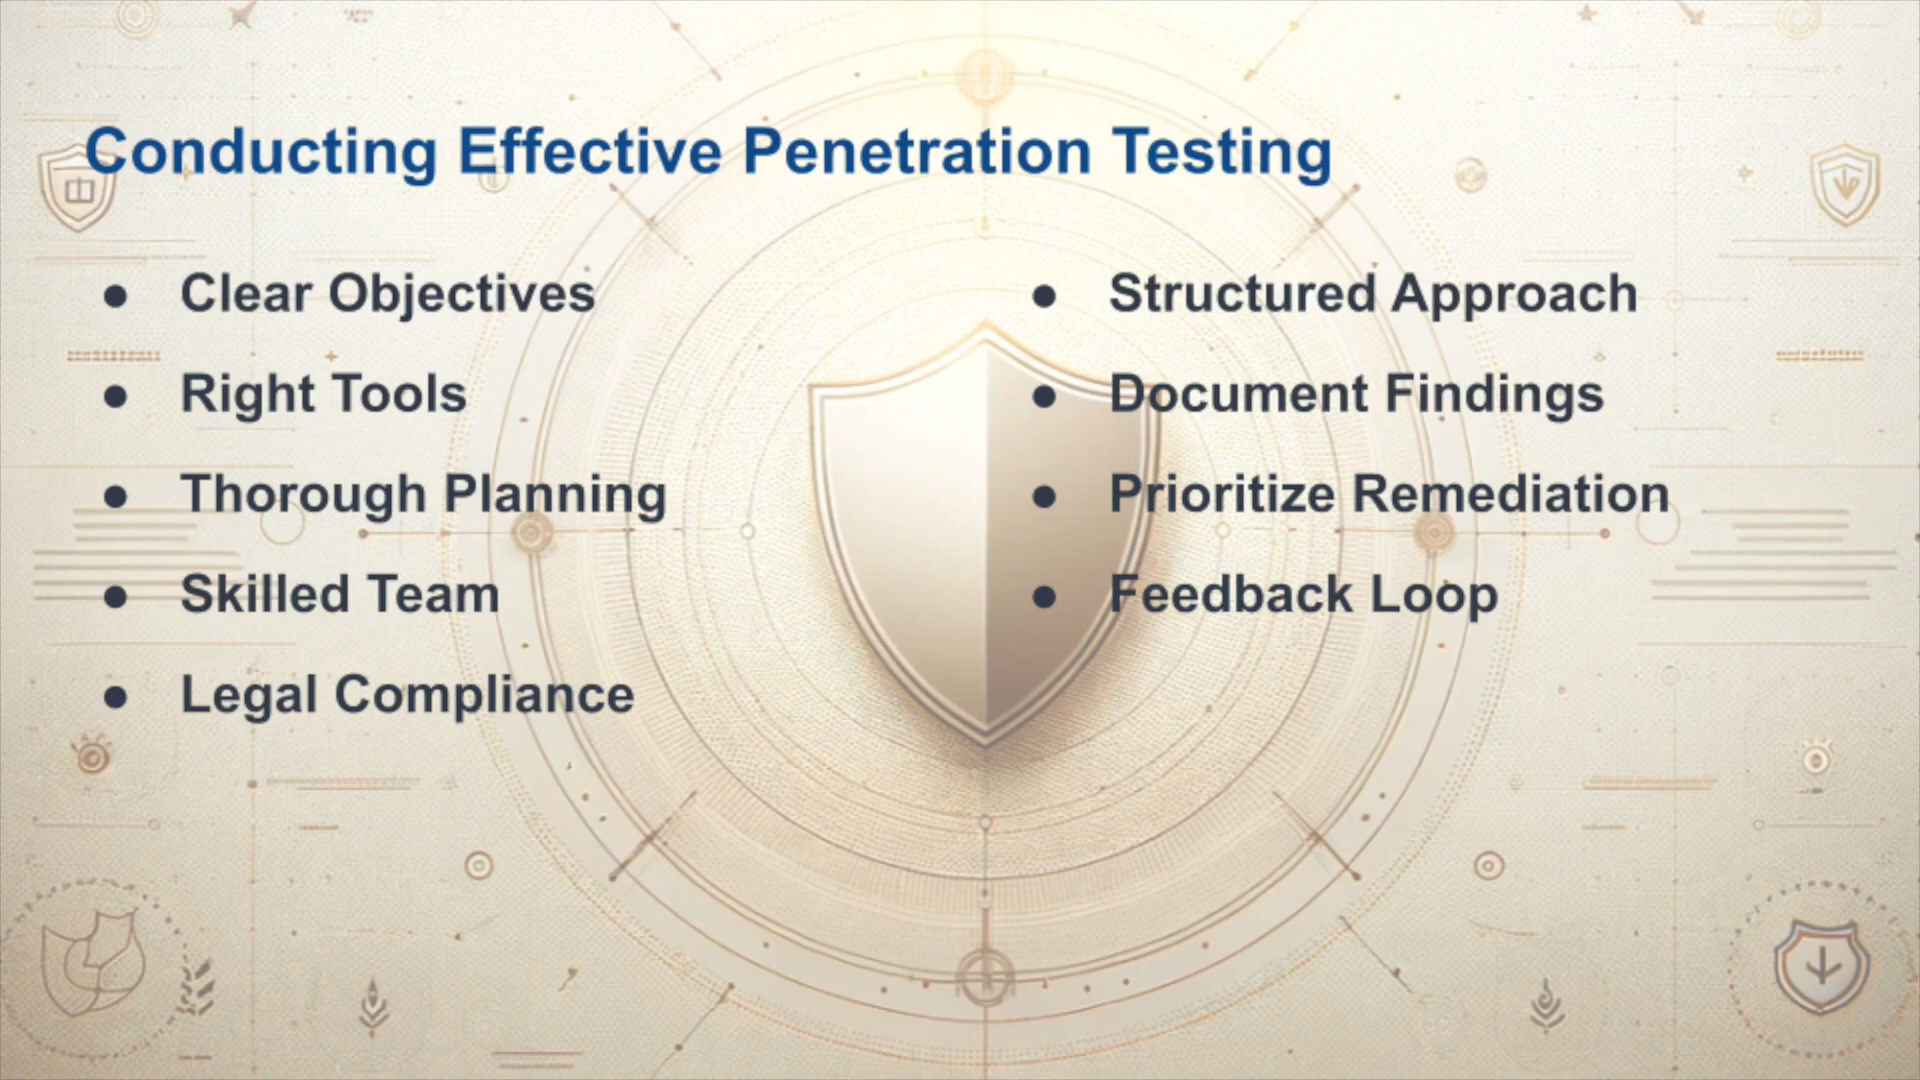 Conducting Effective Penetration Testing
● Clear Objectives
● Right Tools
● Thorough Planning
● Skilled Team
● Legal Compliance
● Structured Approach
● Document Findings
● Prioritize Remediation
● Feedback Loop